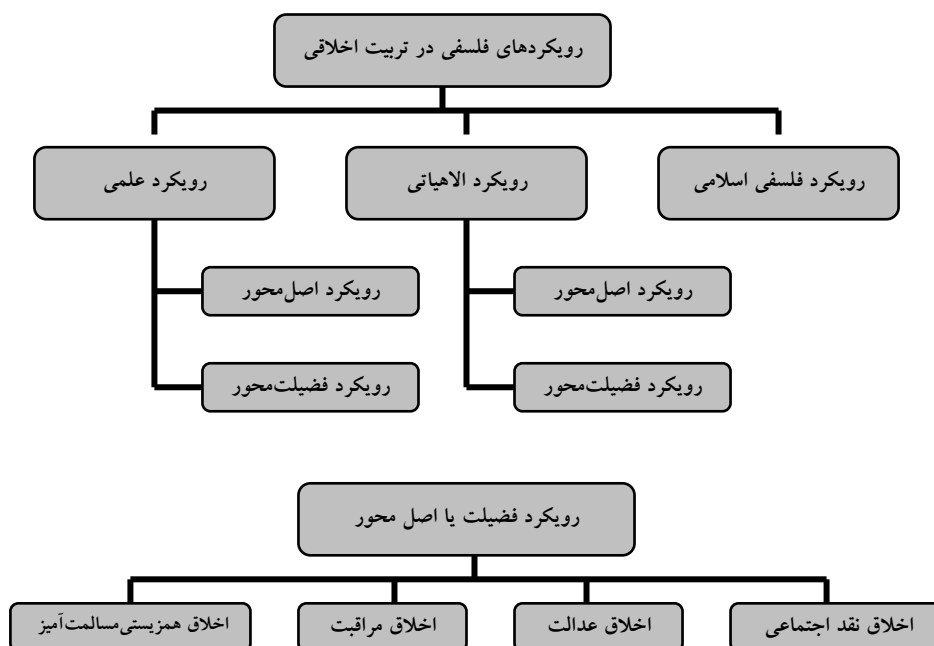 رویکردهای فلسفی در تربیت اخلاقی
رویکرد فلسفی اسلامی
رویکرد الاهیاتی
رویکرد علمی
رویکرد اصل‌محور
رویکرد اصل‌محور
رویکرد فضیلت‌محور
رویکرد فضیلت‌محور
رویکرد فضیلت یا اصل محور
اخلاق نقد اجتماعی
اخلاق عدالت
اخلاق مراقبت
اخلاق همزیستی‌مسالمت‌آمیز